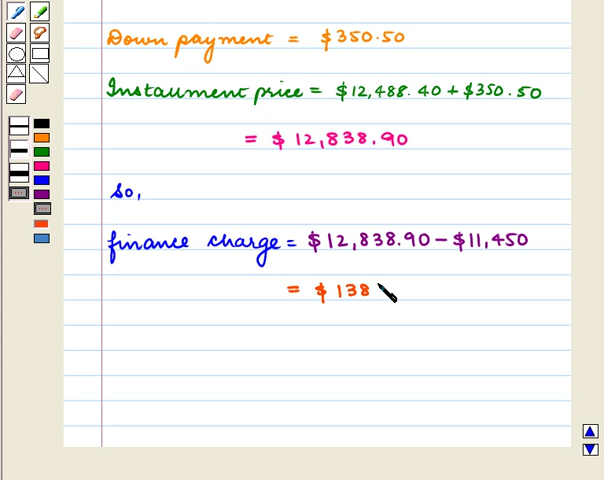 Down payment = $350.50
Instaument price = $12,488.40 + $350.50
= $12,838.90
So,
finance charge = $12,838.90 - $11,450
= $138